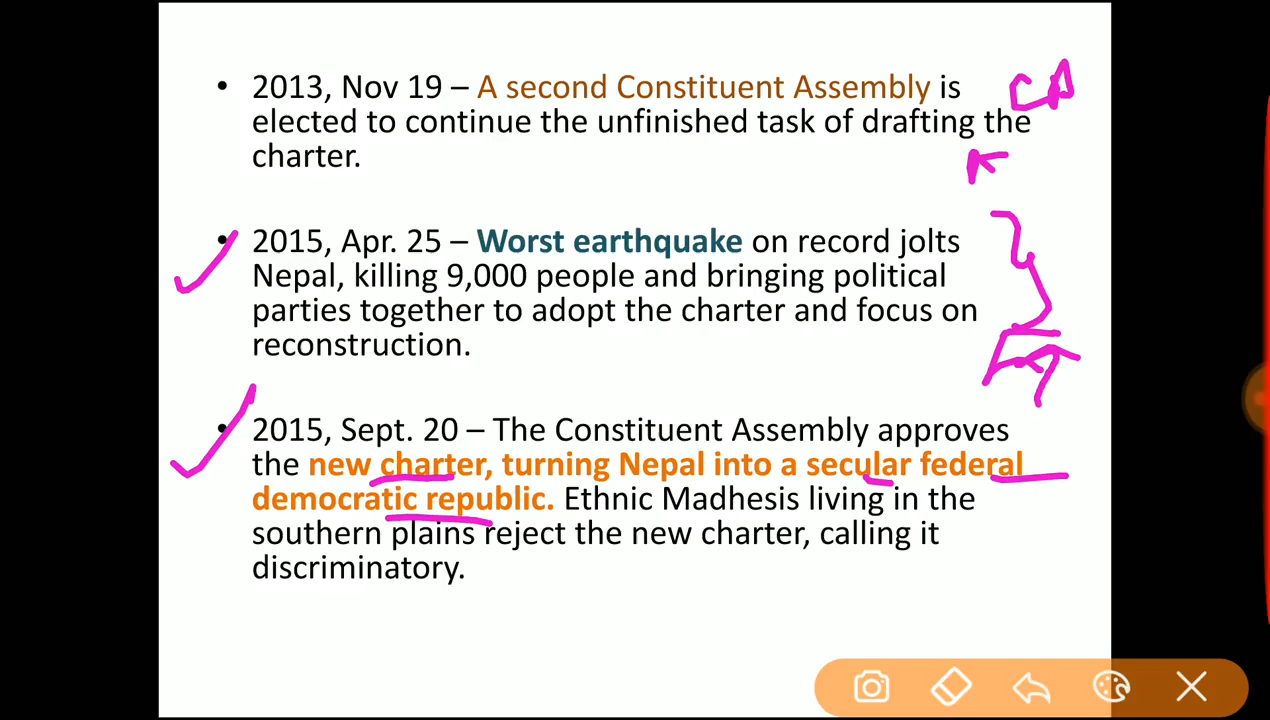 • 2013, Nov 19 – A second Constituent Assembly is
elected to continue the unfinished task of drafting the
charter.
CA
• 2015, Apr. 25 – Worst earthquake on record jolts
Nepal, killing 9,000 people and bringing political
parties together to adopt the charter and focus on
reconstruction.
• 2015, Sept. 20 – The Constituent Assembly approves
the new charter, turning Nepal into a secular federal
democratic republic. Ethnic Madhesis living in the
southern plains reject the new charter, calling it
discriminatory.